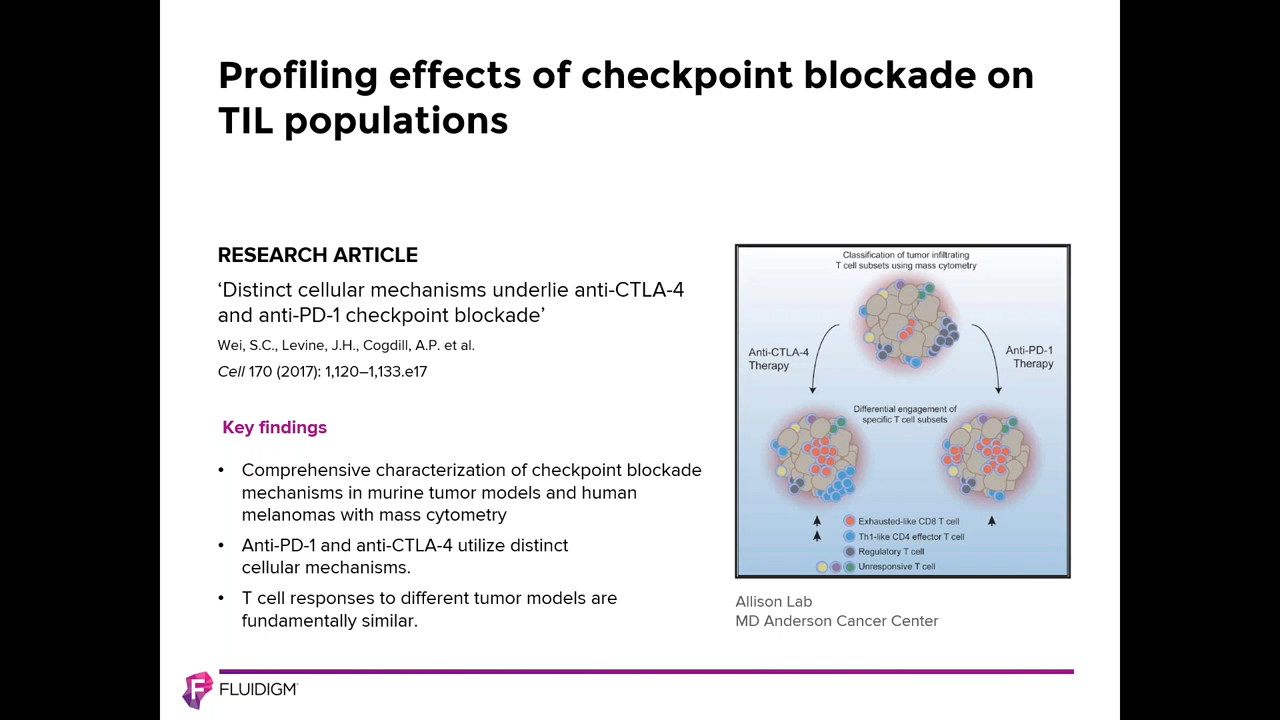 Profiling effects of checkpoint blockade on
TIL populations
RESEARCH ARTICLE
‘Distinct cellular mechanisms underlie anti-CTLA-4
and anti-PD-1 checkpoint blockade’
Wei, S.C., Levine, J.H., Cogdill, A.P. et al.
Cell 170 (2017): 1,120–1,133.e17
Key findings
• Comprehensive characterization of checkpoint blockade
mechanisms in murine tumor models and human
melanomas with mass cytometry
• Anti-PD-1 and anti-CTLA-4 utilize distinct
cellular mechanisms.
• T cell responses to different tumor models are
fundamentally similar.
Classification of tumor infiltrating
T cell subsets using mass cytometry
Anti-CTLA-4
Therapy
Anti-PD-1
Therapy
Differential engagement of
specific T cell subsets
Exhausted-like CD8 T cell
Th1-like CD4 effector T cell
Regulatory T cell
Unresponsive T cell
Allison Lab
MD Anderson Cancer Center
F FLUIDIGM®